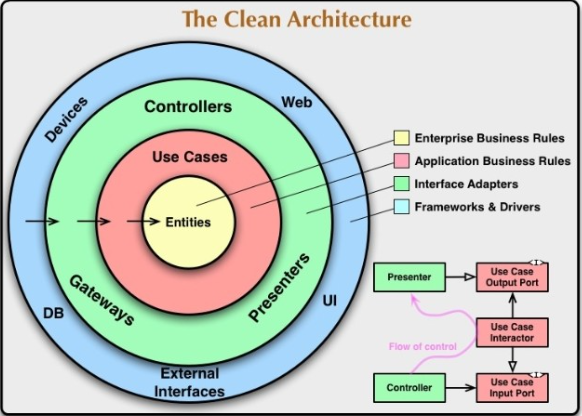 The Clean Architecture
Devices
Web
Controllers
Use Cases
Entities
Gateways
Presenters
DB
UI
External
Interfaces
Enterprise Business Rules
Application Business Rules
Interface Adapters
Frameworks & Drivers
Presenter
Use Case
Output Port
<I>
Flow of control
Use Case
Interactor
Controller
Use Case
Input Port
<I>